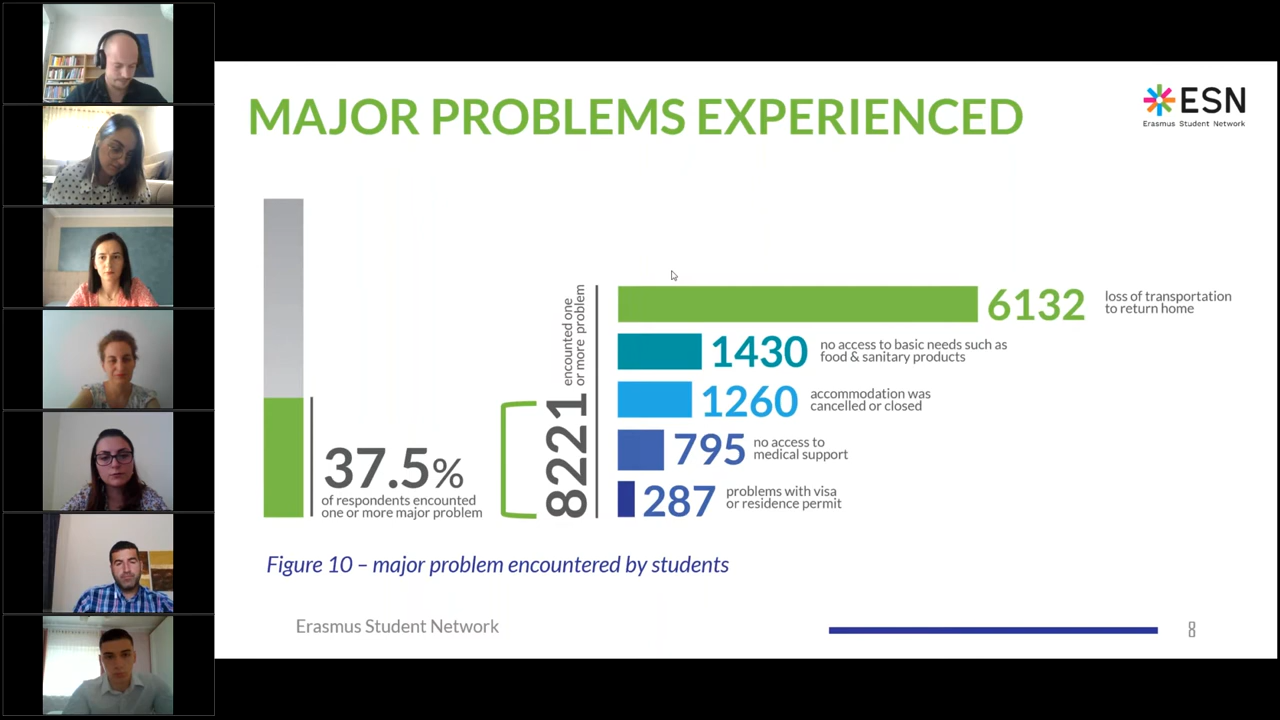 MAJOR PROBLEMS EXPERIENCED
ESN
Erasmus Student Network
37.5%
of respondents encountered
one or more major problem
8221
encountered one
or more problem
6132
loss of transportation
to return home
1430
no access to basic needs such as
food & sanitary products
1260
accommodation was
cancelled or closed
795
no access to
medical support
287
problems with visa
or residence permit
Figure 10 – major problem encountered by students
Erasmus Student Network
8